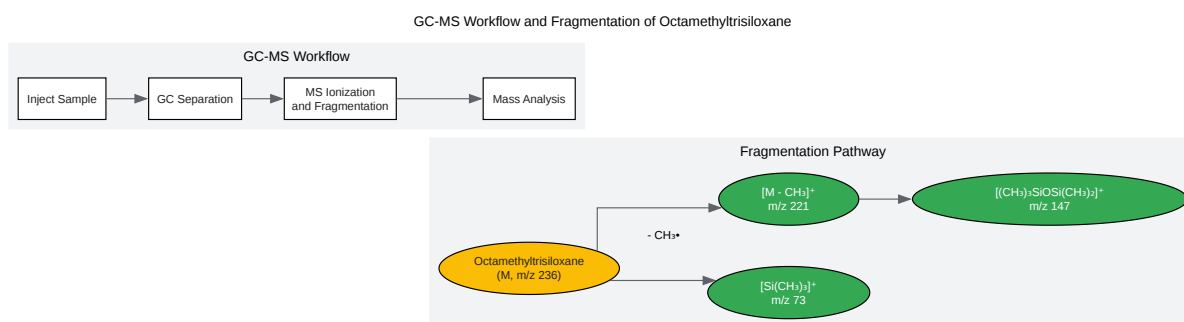 GC-MS Workflow and Fragmentation of Octamethyltrisiloxane
GC-MS Workflow
Inject Sample
GC Separation
MS Ionization
and Fragmentation
Mass Analysis
Fragmentation Pathway
[M - CH₃]⁺
m/z 221
[(CH₃)₃SiOSi(CH₃)₂]⁺
m/z 147
- CH₃•
Octamethyltrisiloxane
(M, m/z 236)
[Si(CH₃)₃]⁺
m/z 73